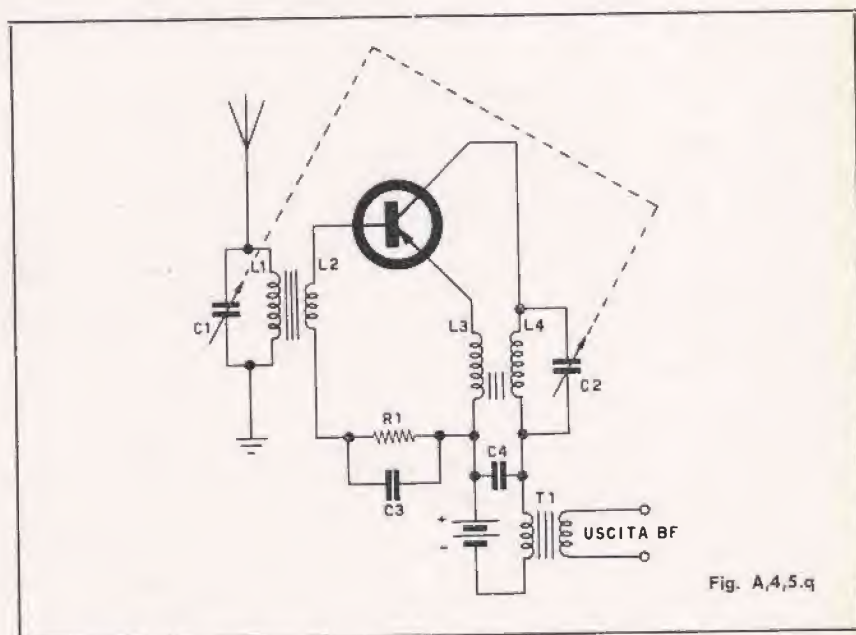 L1
L2
C1
L3
L4
C2
R1
C4
C3
T1
+
-
USCITA BF
Fig. A,4,5.q